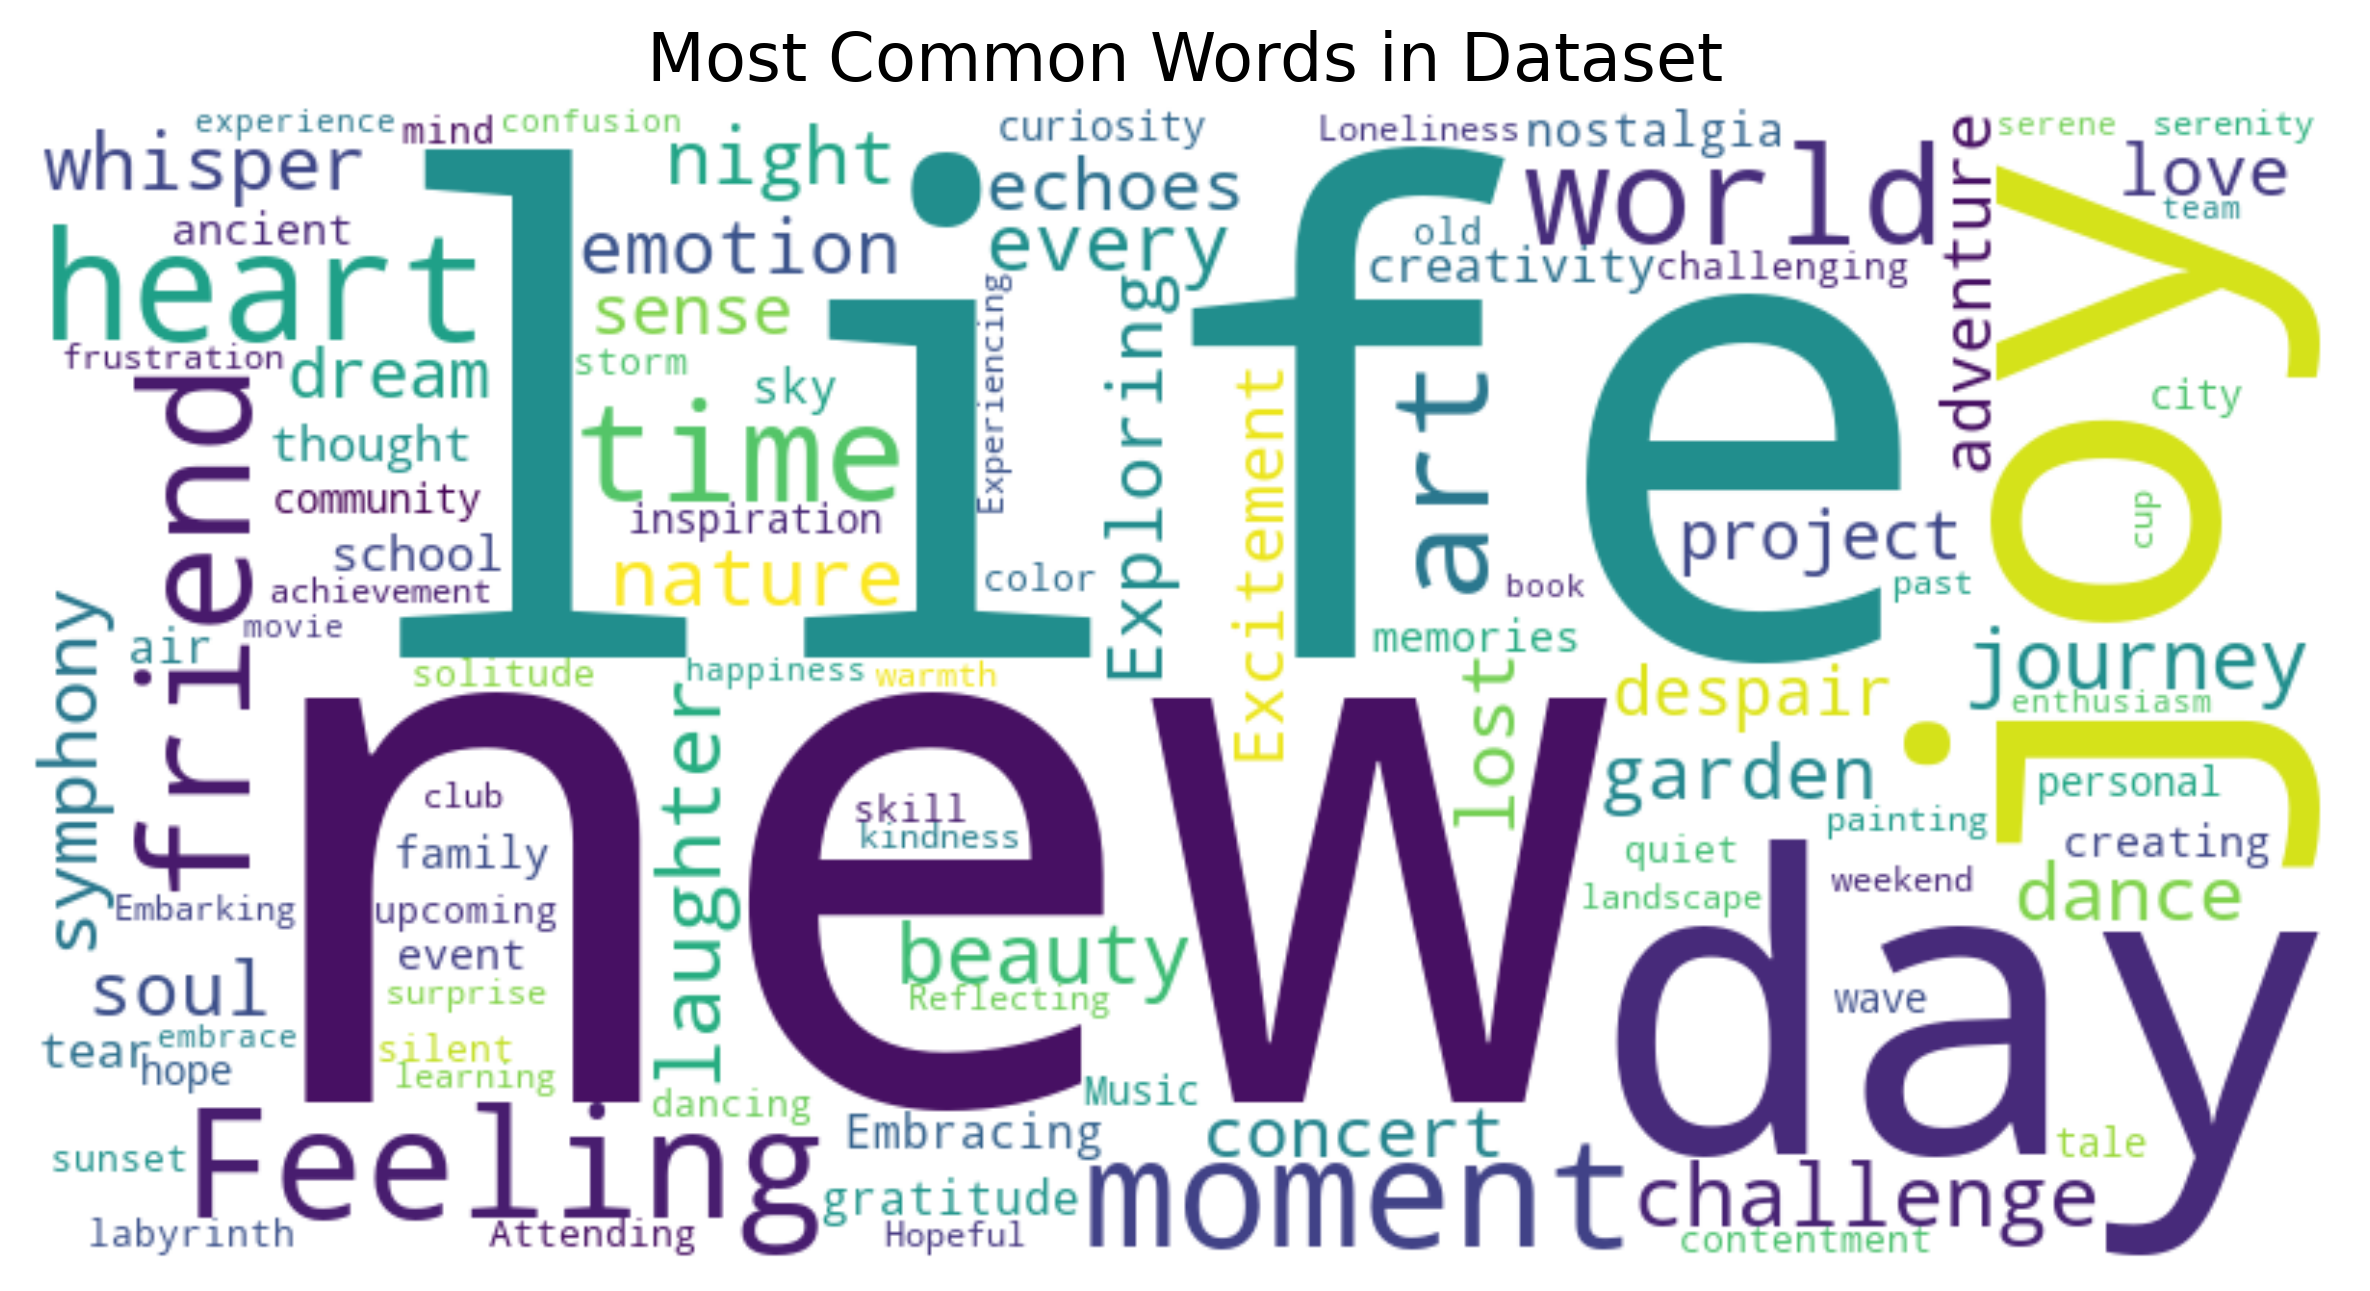 Most Common Words in Dataset
experience
mind
confusion
curiosity
Loneliness
nostalgia
serene
serenity
whisper
night
echoes
world
love
team
adventure
ancient
emotion
every
old
creativity
challenging
heart
life
joy
sense
Experiencing
Exploring
frustration
dream
storm
sky
Excitement
art
city
friend
thought
time
community
inspiration
cup
project
school
nature
color
book
past
achievement
movie
air
symphony
memories
journey
solitude
happiness
warmth
lost
despair
enthusiasm
new
laughter
garden
personal
club
skill
kindness
painting
creating
family
quiet
weekend
landscape
dance
Embarking
upcoming
day
event
beauty
soul
surprise
Reflecting
wave
tear
embrace
hope
silent
learning
dancing
Music
Feeling
Embracing
concert
tale
sunset
moment
challenge
gratitude
labyrinth
Attending
Hopeful
contentment